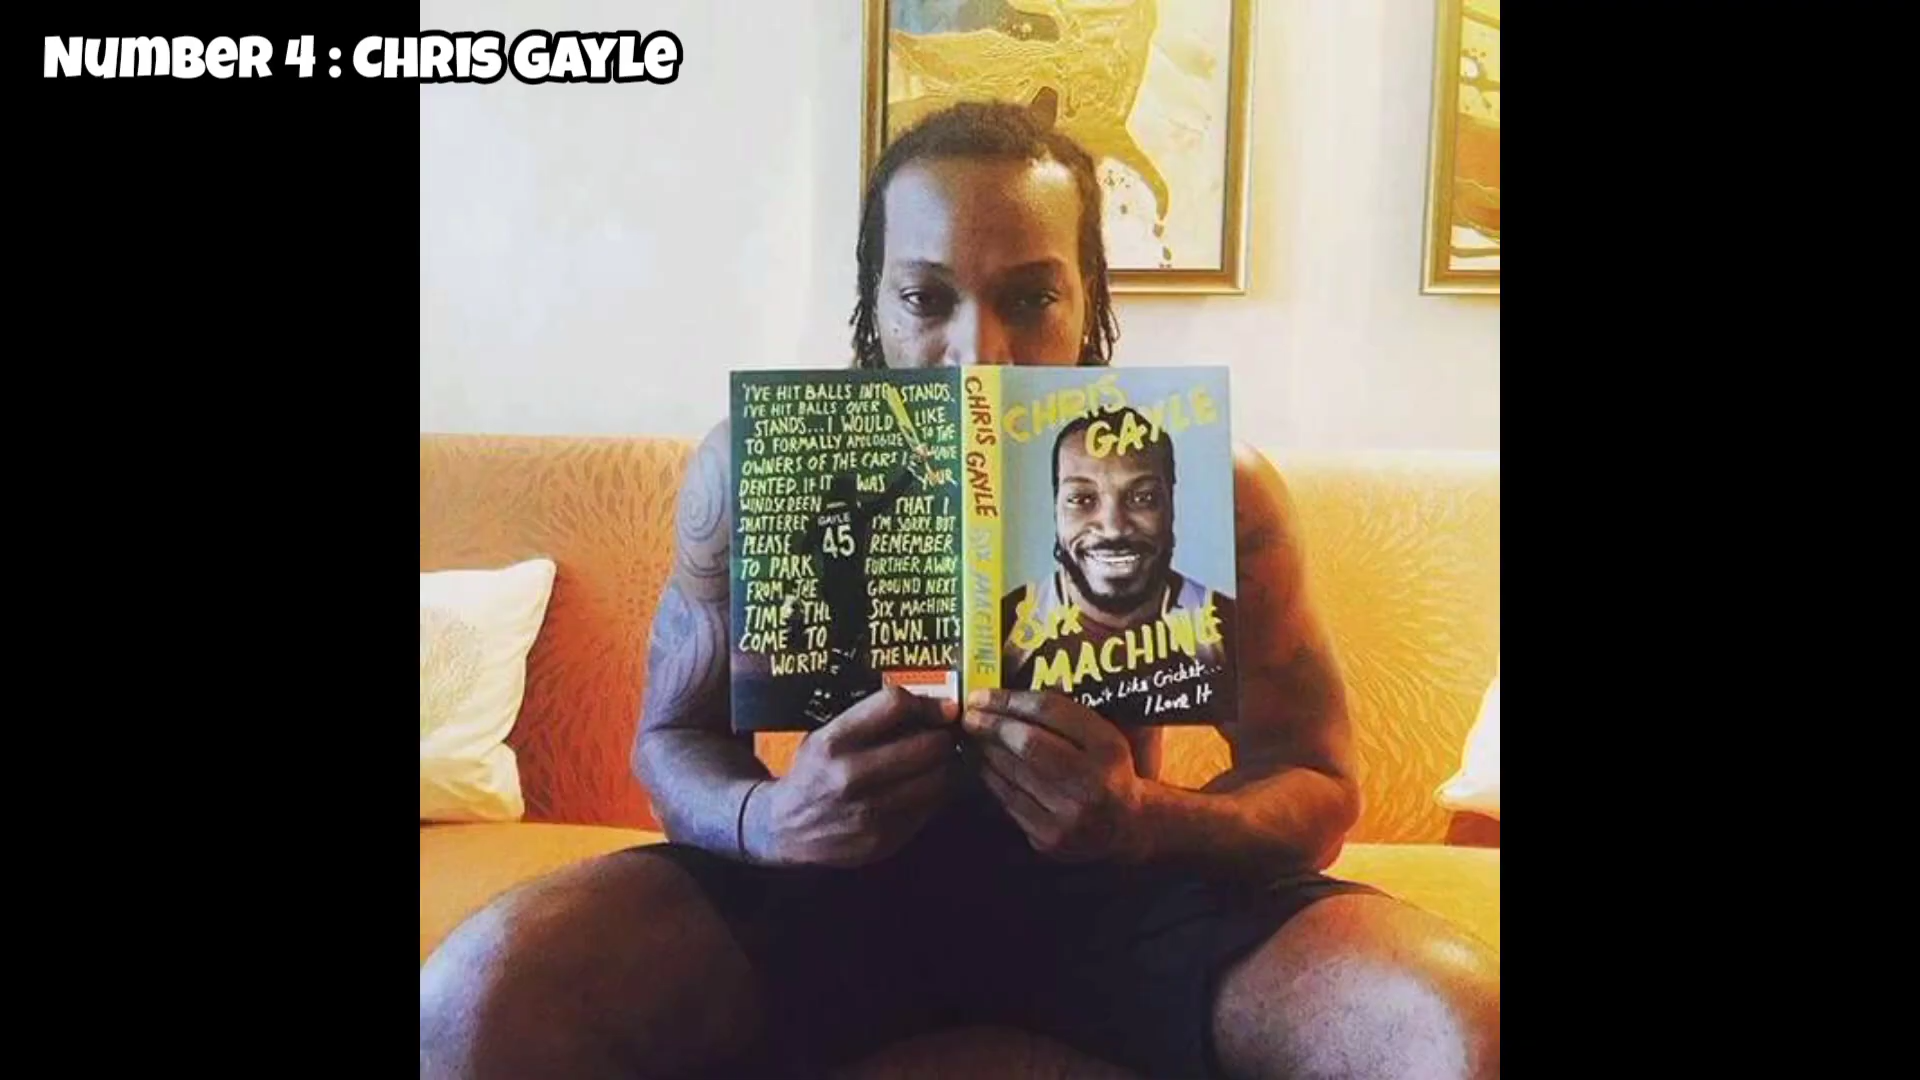 Number 4 : CHRIS GAYLE
'I'VE HIT BALLS INTO STANDS.
I'VE HIT BALLS OVER
STANDS... I WOULD LIKE
TO FORMALLY APOLOGIZE TO THE
OWNERS OF THE CARS I HAVE
DENTED. IF IT WAS YOUR
WINDSCREEN THAT I
SHATTERED I'M SORRY, BUT
PLEASE REMEMBER
TO PARK FURTHER AWAY
FROM THE GROUND NEXT
TIME THE SIX MACHINE
COME TO TOWN. IT'S
WORTH THE WALK.'
GAYLE
45
CHRIS GAYLE SIX MACHINE
CHRIS
GAYLE
SIX
MACHINE
Don't Like Cricket...
I Love It